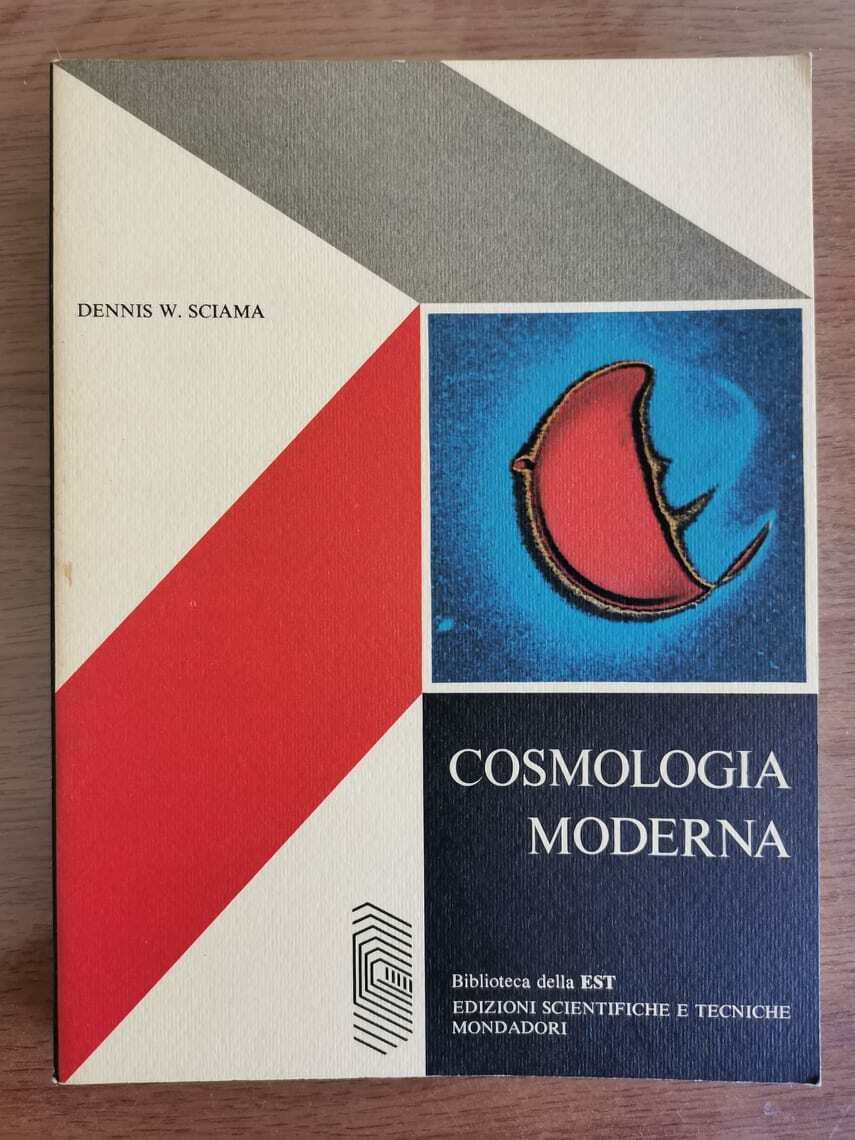 DENNIS W. SCIAMA
COSMOLOGIA
MODERNA
Biblioteca della EST
EDIZIONI SCIENTIFICHE E TECNICHE
MONDADORI